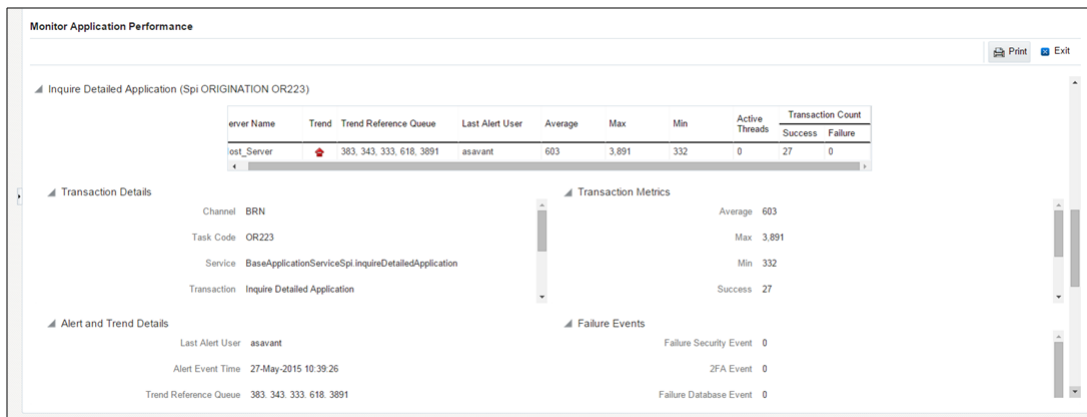 Monitor Application Performance
Print Exit
Inquire Detailed Application (Spi ORIGINATION OR223)
erver Name Trend Trend Reference Queue Last Alert User Average Max Min Active Threads Transaction Count
Success Failure
ost_Server 383, 343, 333, 618, 3891 asavant 603 3,891 332 0 27 0
Transaction Details
Channel BRN
Task Code OR223
Service BaseApplicationServiceSpi.inquireDetailedApplication
Transaction Inquire Detailed Application
Transaction Metrics
Average 603
Max 3,891
Min 332
Success 27
Alert and Trend Details
Last Alert User asavant
Alert Event Time 27-May-2015 10:39:26
Trend Reference Queue 383, 343, 333, 618, 3891
Failure Events
Failure Security Event 0
2FA Event 0
Failure Database Event 0